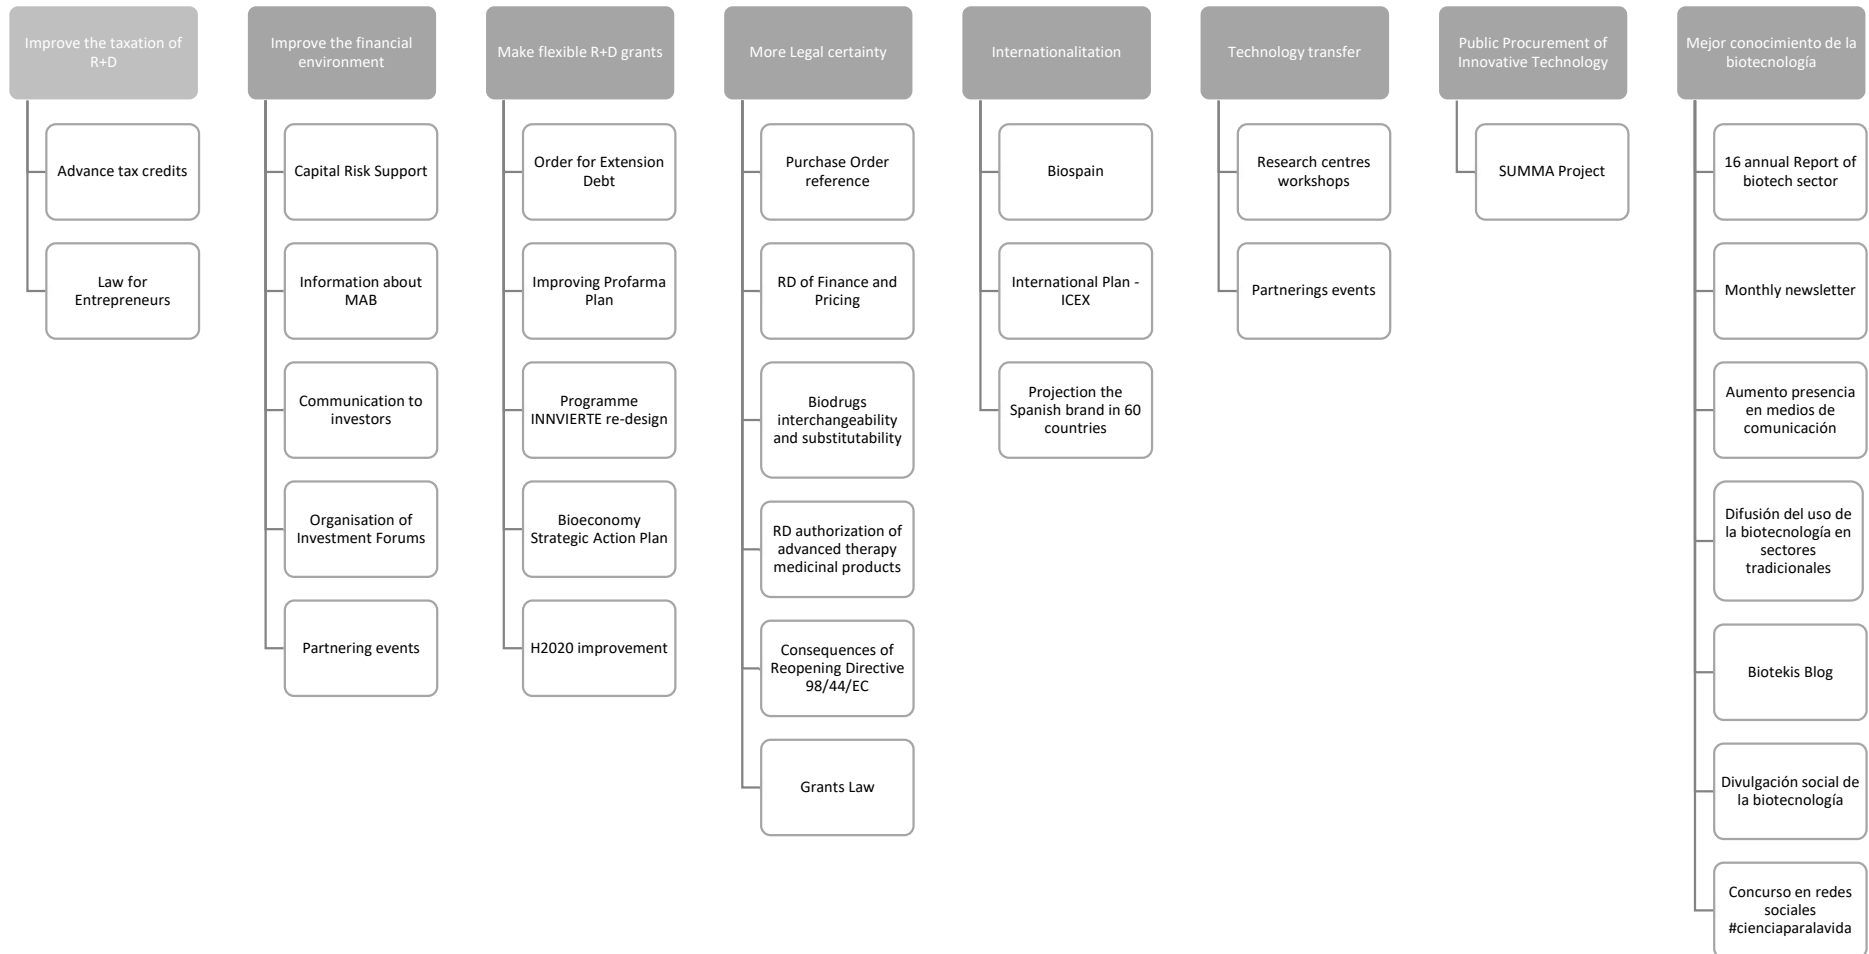 Improve the taxation of
R+D
Advance tax credits
Law for
Entrepreneurs
Improve the financial
environment
Capital Risk Support
Information about
MAB
Communication to
investors
Organisation of
Investment Forums
Partnering events
Make flexible R+D grants
Order for Extension
Debt
Improving Profarma
Plan
Programme
INNVIERTE re-design
Bioeconomy
Strategic Action Plan
H2020 improvement
More Legal certainty
Purchase Order
reference
RD of Finance and
Pricing
Biodrugs
interchangeability
and substitutability
RD authorization of
advanced therapy
medicinal products
Consequences of
Reopening Directive
98/44/EC
Grants Law
Internationalitation
Biospain
International Plan -
ICEX
Projection the
Spanish brand in 60
countries
Technology transfer
Research centres
workshops
Partnerings events
Public Procurement of
Innovative Technology
SUMMA Project
Mejor conocimiento de la
biotecnología
16 annual Report of
biotech sector
Monthly newsletter
Aumento presencia
en medios de
comunicación
Difusión del uso de
la biotecnología en
sectores
tradicionales
Biotekis Blog
Divulgación social de
la biotecnología
Concurso en redes
sociales
#cienciaparalavida